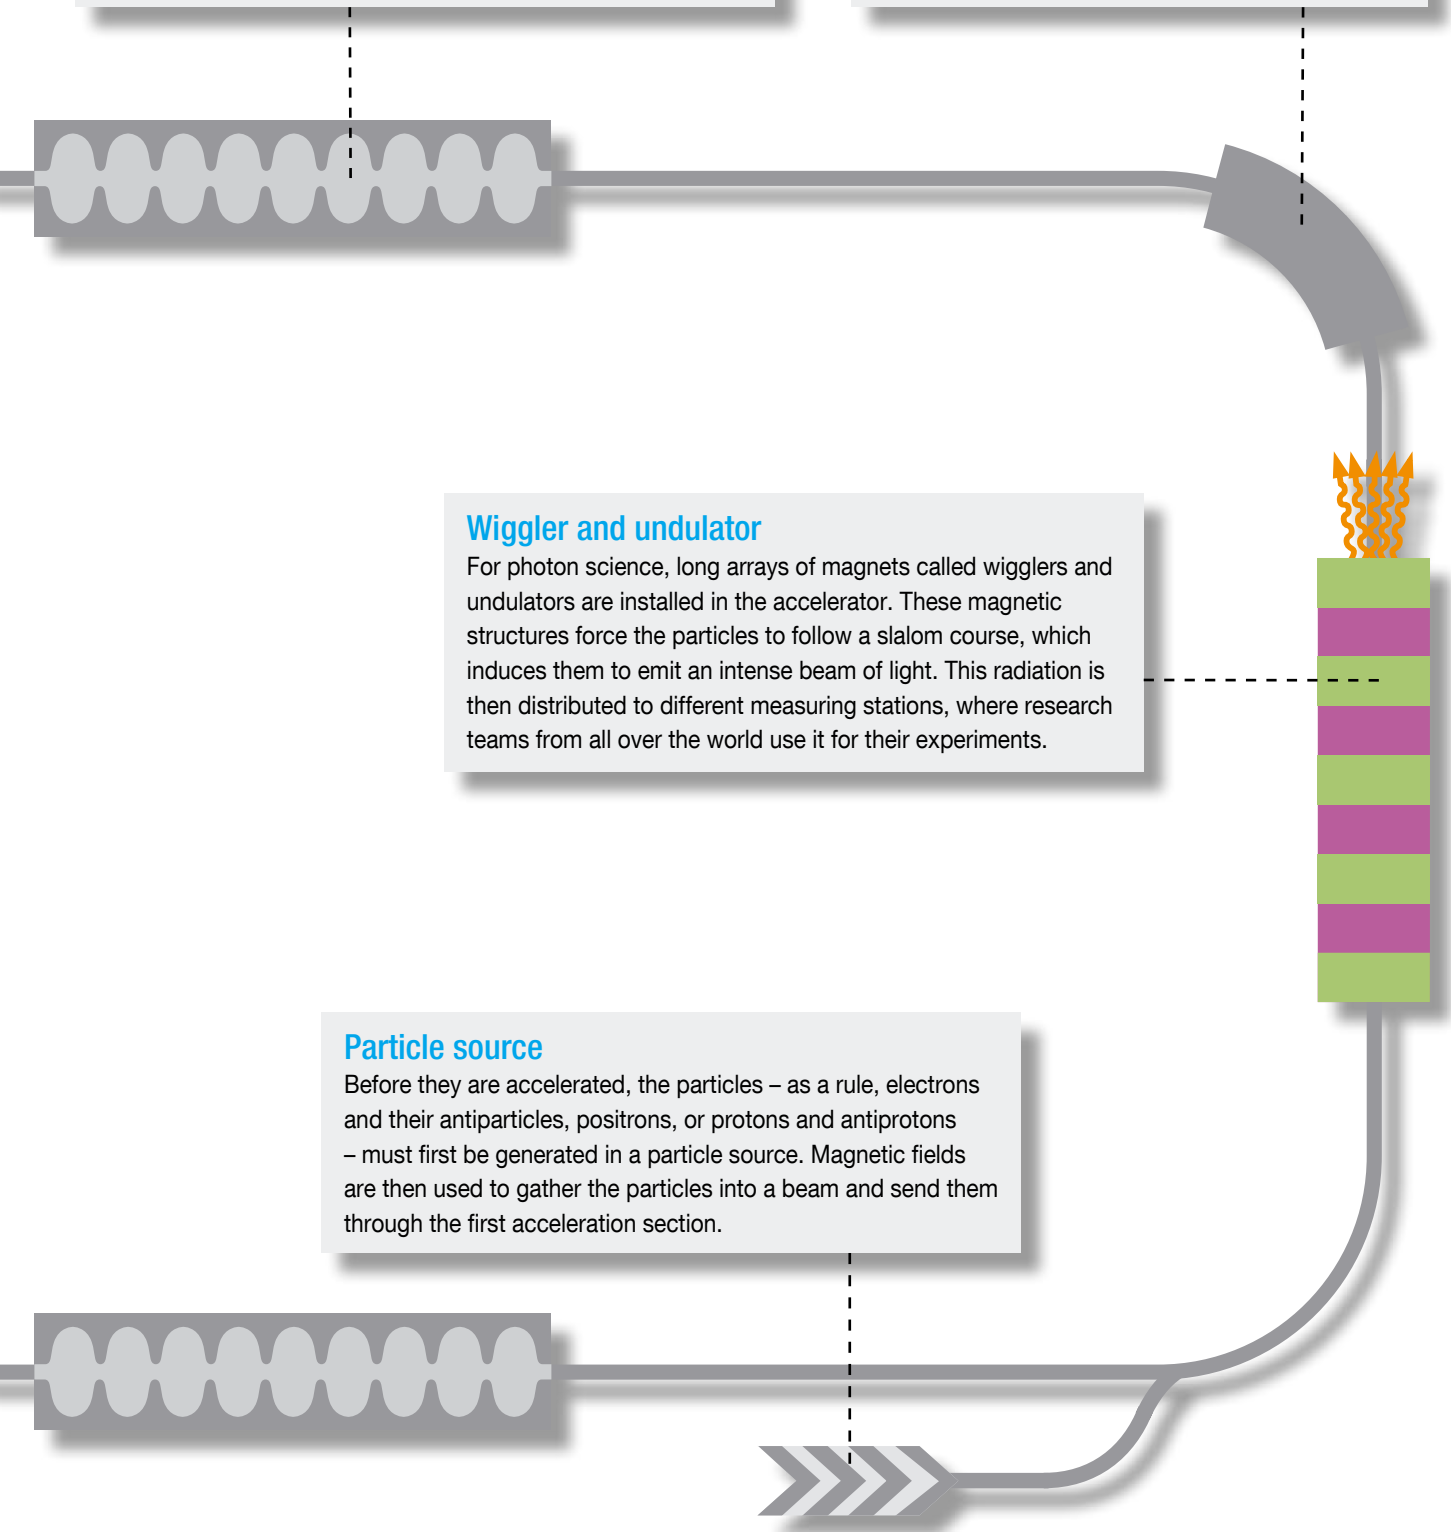 Wiggler and undulator
For photon science, long arrays of magnets called wigglers and
undulators are installed in the accelerator. These magnetic
structures force the particles to follow a slalom course, which
induces them to emit an intense beam of light. This radiation is
then distributed to different measuring stations, where research
teams from all over the world use it for their experiments.
Particle source
Before they are accelerated, the particles – as a rule, electrons
and their antiparticles, positrons, or protons and antiprotons
– must first be generated in a particle source. Magnetic fields
are then used to gather the particles into a beam and send them
through the first acceleration section.